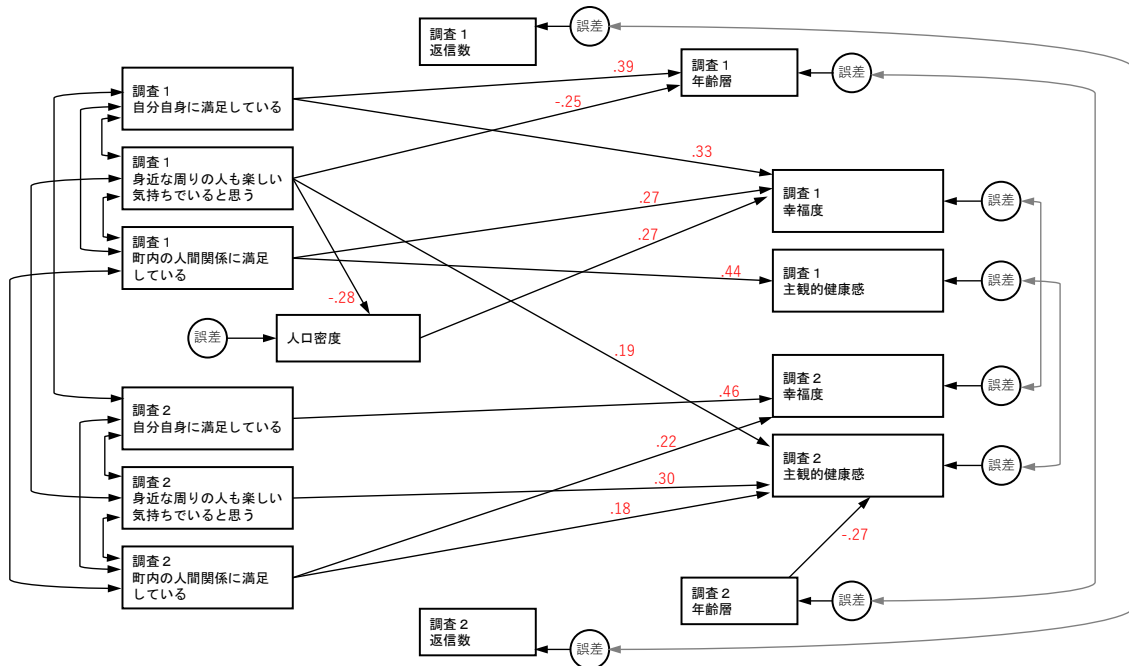 調査１
返信数
誤差
調査１
年齢層
誤差
.39
調査１
自分自身に満足している
-.25
調査１
身近な周りの人も楽しい
気持ちでいると思う
.33
調査１
幸福度
誤差
.27
調査１
町内の人間関係に満足
している
.27
調査１
主観的健康感
誤差
.44
-.28
誤差
人口密度
.19
調査２
幸福度
誤差
調査２
自分自身に満足している
.46
.22
調査２
主観的健康感
誤差
調査２
身近な周りの人も楽しい
気持ちでいると思う
.30
.18
-.27
調査２
町内の人間関係に満足
している
調査２
年齢層
誤差
調査２
返信数
誤差